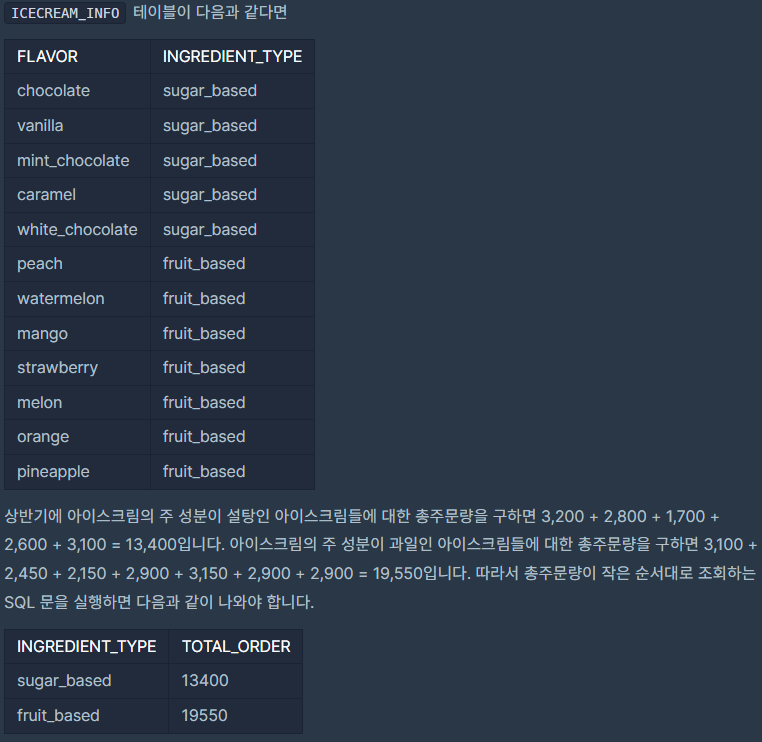 ICECREAM_INFO 테이블이 다음과 같다면
FLAVOR INGREDIENT_TYPE
chocolate sugar_based
vanilla sugar_based
mint_chocolate sugar_based
caramel sugar_based
white_chocolate sugar_based
peach fruit_based
watermelon fruit_based
mango fruit_based
strawberry fruit_based
melon fruit_based
orange fruit_based
pineapple fruit_based
상반기에 아이스크림의 주 성분이 설탕인 아이스크림들에 대한 총주문량을 구하면 3,200 + 2,800 + 1,700 +
2,600 + 3,100 = 13,400입니다. 아이스크림의 주 성분이 과일인 아이스크림들에 대한 총주문량을 구하면 3,100 +
2,450 + 2,150 + 2,900 + 3,150 + 2,900 + 2,900 = 19,550입니다. 따라서 총주문량이 작은 순서대로 조회하는
SQL 문을 실행하면 다음과 같이 나와야 합니다.
INGREDIENT_TYPE TOTAL_ORDER
sugar_based 13400
fruit_based 19550